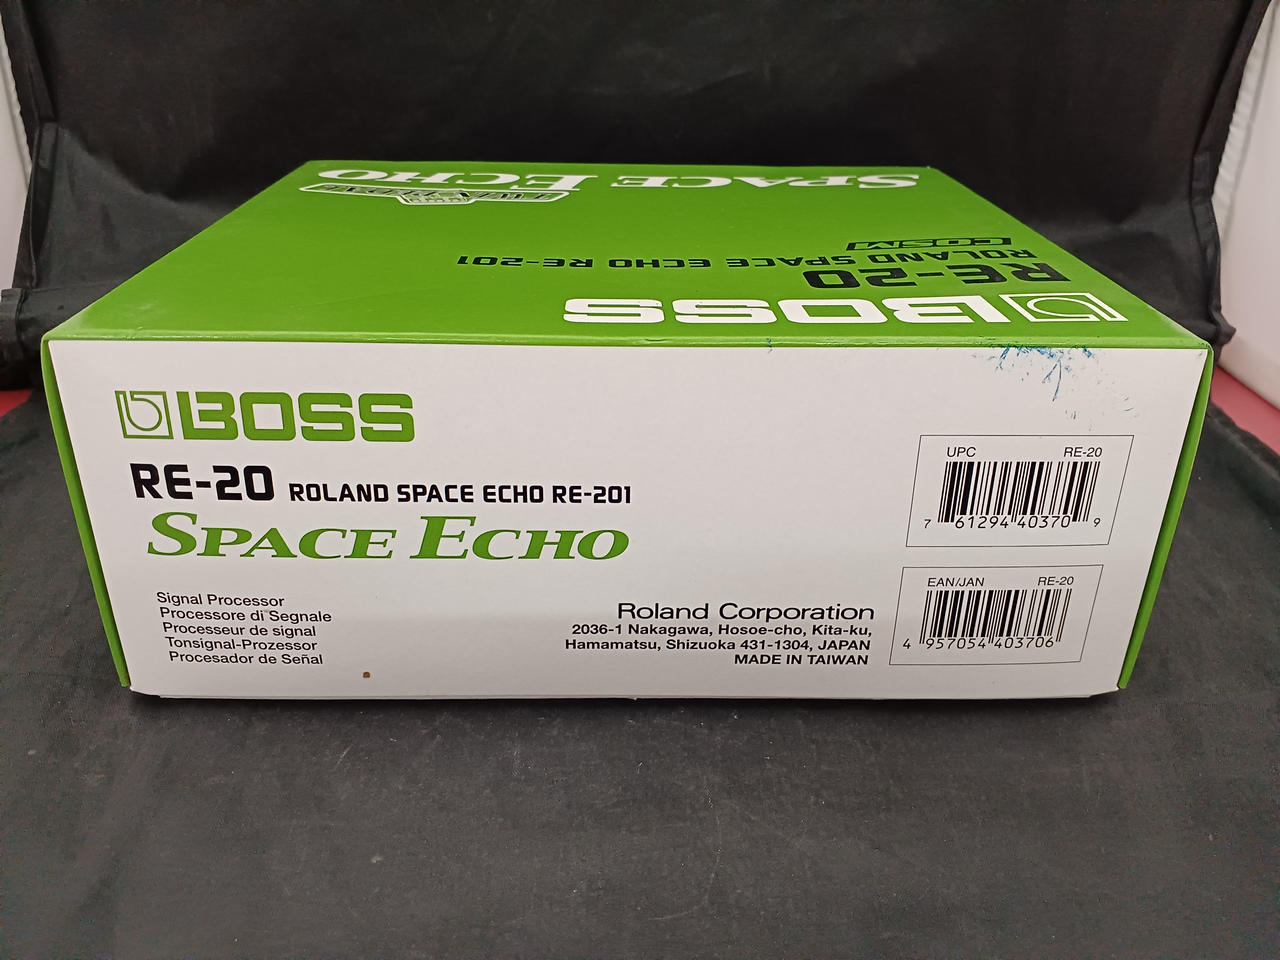 SPACE ECHO
TWIN PEDAL
COSM
ROLAND SPACE ECHO RE-201
RE-20
BOSS
BOSS
RE-20 ROLAND SPACE ECHO RE-201
SPACE ECHO
Signal Processor
Processore di Segnale
Processeur de signal
Tonsignal-Prozessor
Procesador de Señal
Roland Corporation
2036-1 Nakagawa, Hosoe-cho, Kita-ku,
Hamamatsu, Shizuoka 431-1304, JAPAN
MADE IN TAIWAN
UPC RE-20
7 61294 40370 9
EAN/JAN RE-20
4 957054 403706